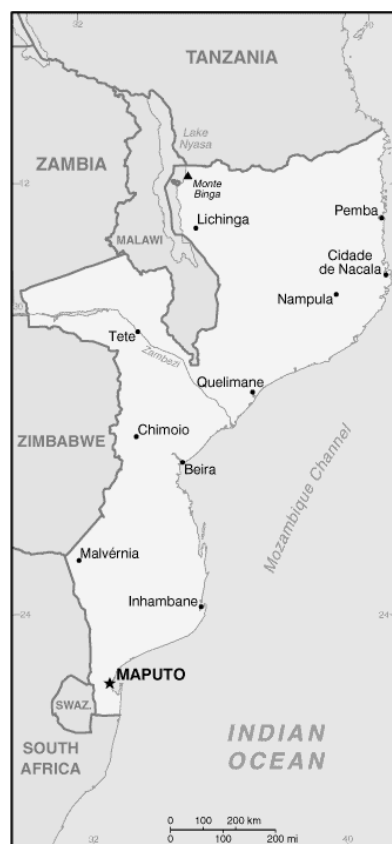 32
40
TANZANIA
Lake
Nyasa
ZAMBIA
12
Monte
Binga
Lichinga
Pemba
MALAWI
Cidade
de Nacala
Nampula
Tete
Zambezi
Quelimane
ZIMBABWE
Chimoio
Beira
Mozambique Channel
Malvérnia
Inhambane
24
24
MAPUTO
SWAZ.
SOUTH
AFRICA
INDIAN
OCEAN
0 100 200 km
0 100 200 mi
32
40